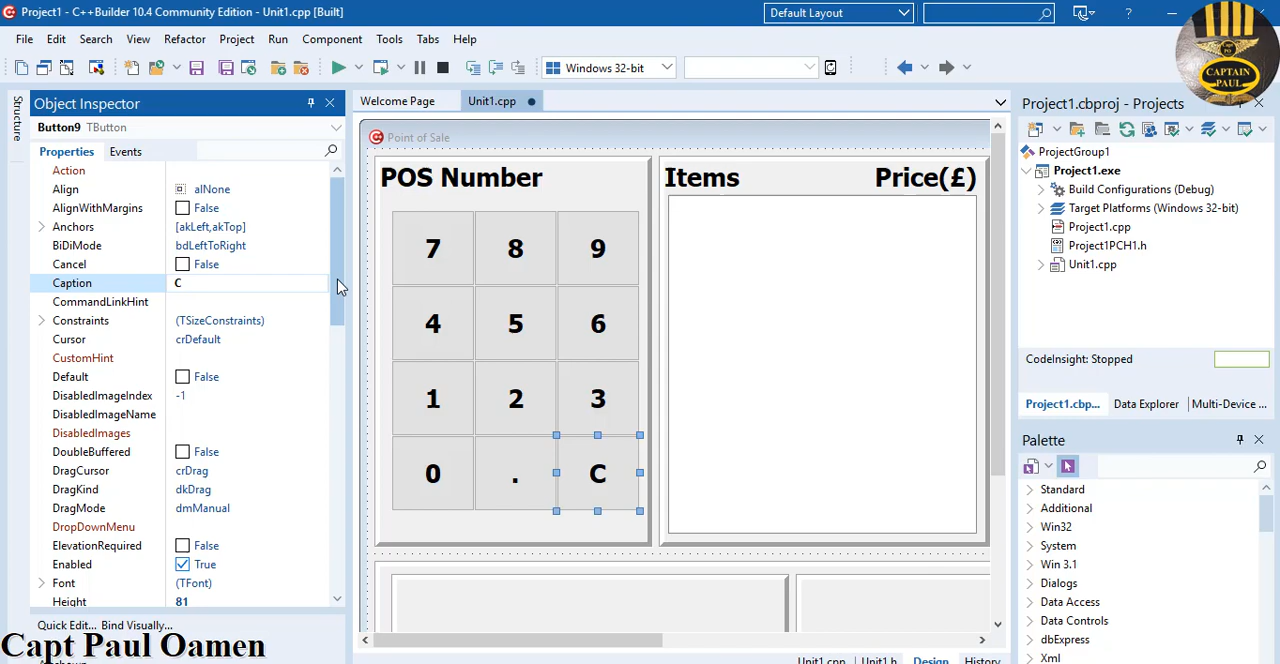 Project1 - C++Builder 10.4 Community Edition - Unit1.cpp [Built]
Default Layout
?
File Edit Search View Refactor Project Run Component Tools Tabs Help
Windows 32-bit
CAPTAIN
PAUL
Structure
Object Inspector
Button9 TButton
Properties Events
Action
Align alNone
AlignWithMargins False
Anchors [akLeft,akTop]
BiDiMode bdLeftToRight
Cancel False
Caption C
CommandLinkHint
Constraints (TSizeConstraints)
Cursor crDefault
CustomHint
Default False
DisabledImageIndex -1
DisabledImageName
DisabledImages
DoubleBuffered False
DragCursor crDrag
DragKind dkDrag
DragMode dmManual
DropDownMenu
ElevationRequired False
Enabled True
Font (TFont)
Height 81
Quick Edit... Bind Visually...
Capt Paul Oamen
Welcome Page Unit1.cpp
Point of Sale
POS Number
7 8 9
4 5 6
1 2 3
0 . C
Items Price(£)
Unit1.cpp Unit1.h Design History
Project1.cbproj - Projects
ProjectGroup1
Project1.exe
Build Configurations (Debug)
Target Platforms (Windows 32-bit)
Project1.cpp
Project1PCH1.h
Unit1.cpp
CodeInsight: Stopped
Project1.cbp... Data Explorer Multi-Device ...
Palette
Standard
Additional
Win32
System
Win 3.1
Dialogs
Data Access
Data Controls
dbExpress
Xml